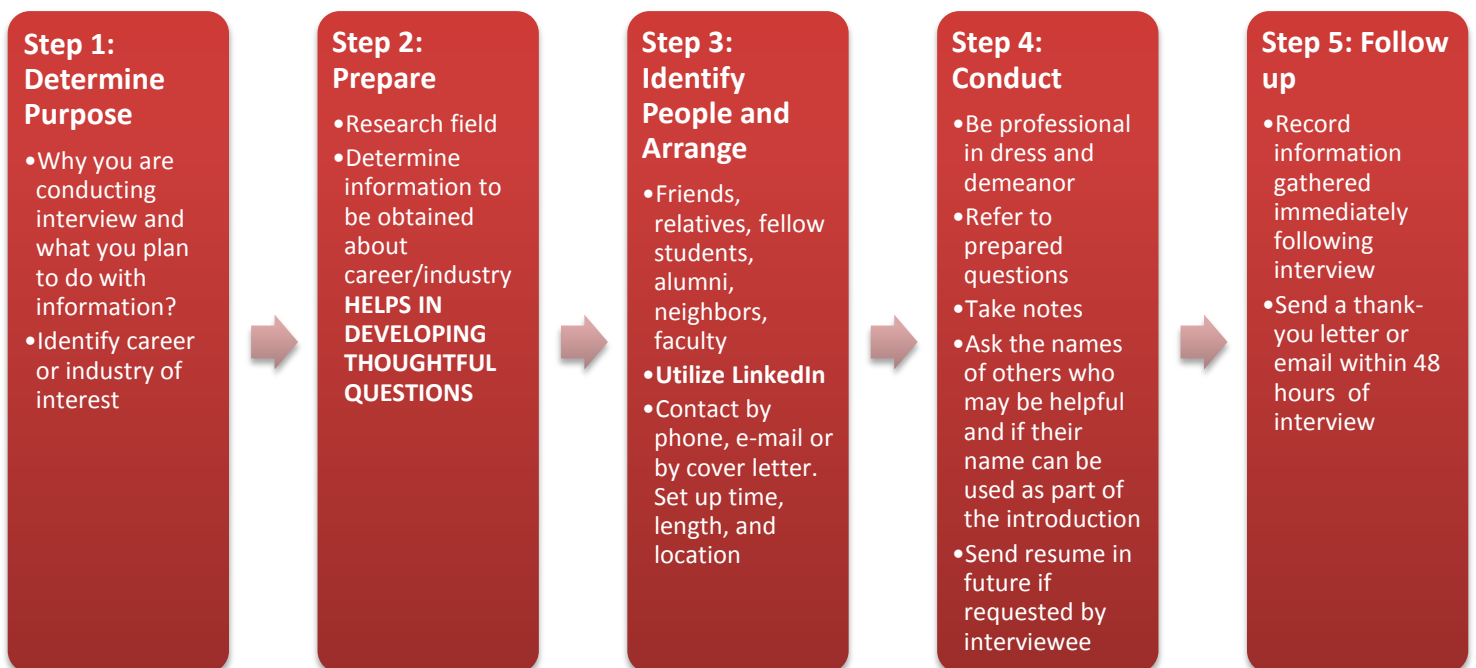 Step 1:
Determine
Purpose
•Why you are
conducting
interview and
what you plan
to do with
information?
•Identify career
or industry of
interest
Step 2:
Prepare
•Research field
•Determine
information to
be obtained
about
career/industry
HELPS IN
DEVELOPING
THOUGHTFUL
QUESTIONS
Step 3:
Identify
People and
Arrange
•Friends,
relatives, fellow
students,
alumni,
neighbors,
faculty
•Utilize LinkedIn
•Contact by
phone, e-mail or
by cover letter.
Set up time,
length, and
location
Step 4:
Conduct
•Be professional
in dress and
demeanor
•Refer to
prepared
questions
•Take notes
•Ask the names
of others who
may be helpful
and if their
name can be
used as part of
the introduction
•Send resume in
future if
requested by
interviewee
Step 5: Follow
up
•Record
information
gathered
immediately
following
interview
•Send a thank-
you letter or
email within 48
hours of
interview